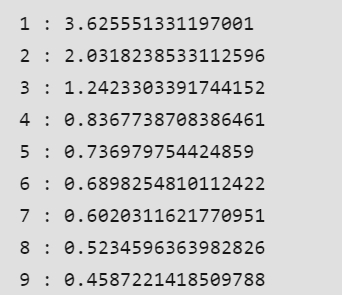 1 : 3.625551331197001
2 : 2.0318238533112596
3 : 1.2423303391744152
4 : 0.8367738708386461
5 : 0.736979754424859
6 : 0.6898254810112422
7 : 0.6020311621770951
8 : 0.5234596363982826
9 : 0.4587221418509788